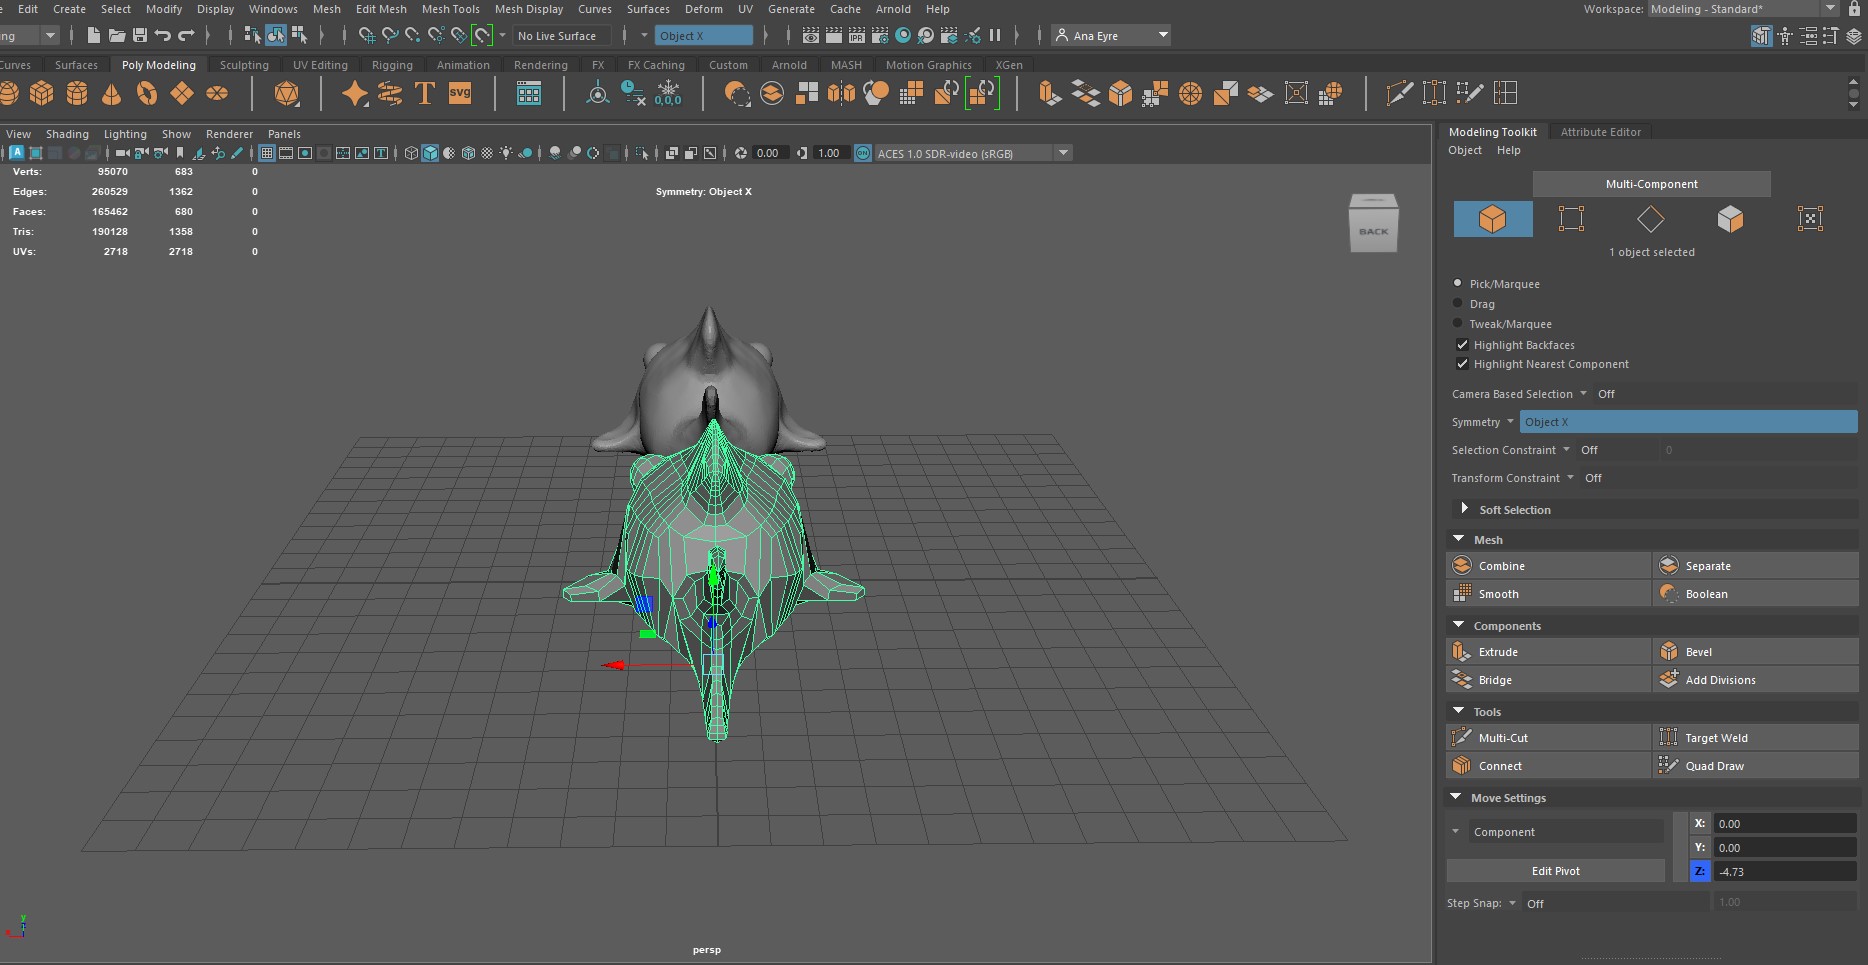 Edit Create Select Modify Display Windows Mesh Edit Mesh Mesh Tools Mesh Display Curves Surfaces Deform UV Generate Cache Arnold Help Workspace: Modeling - Standard*
ng No Live Surface Object X IPR Ana Eyre
Curves Surfaces Poly Modeling Sculpting UV Editing Rigging Animation Rendering FX FX Caching Custom Arnold MASH Motion Graphics XGen
T SVG 0,0,0
View Shading Lighting Show Renderer Panels
A T 0.00 1.00 ON ACES 1.0 SDR-video (sRGB)
Verts: 95070 683 0
Edges: 260529 1362 0
Faces: 165462 680 0
Tris: 190128 1358 0
UVs: 2718 2718 0
Symmetry: Object X
BACK
y
persp
Modeling Toolkit Attribute Editor
Object Help
Multi-Component
1 object selected
Pick/Marquee
Drag
Tweak/Marquee
Highlight Backfaces
Highlight Nearest Component
Camera Based Selection Off
Symmetry Object X
Selection Constraint Off 0
Transform Constraint Off
Soft Selection
Mesh
Combine Separate
Smooth Boolean
Components
Extrude Bevel
Bridge Add Divisions
Tools
Multi-Cut Target Weld
Connect Quad Draw
Move Settings
X: 0.00
Component
Y: 0.00
Edit Pivot Z: -4.73
Step Snap: Off 1.00